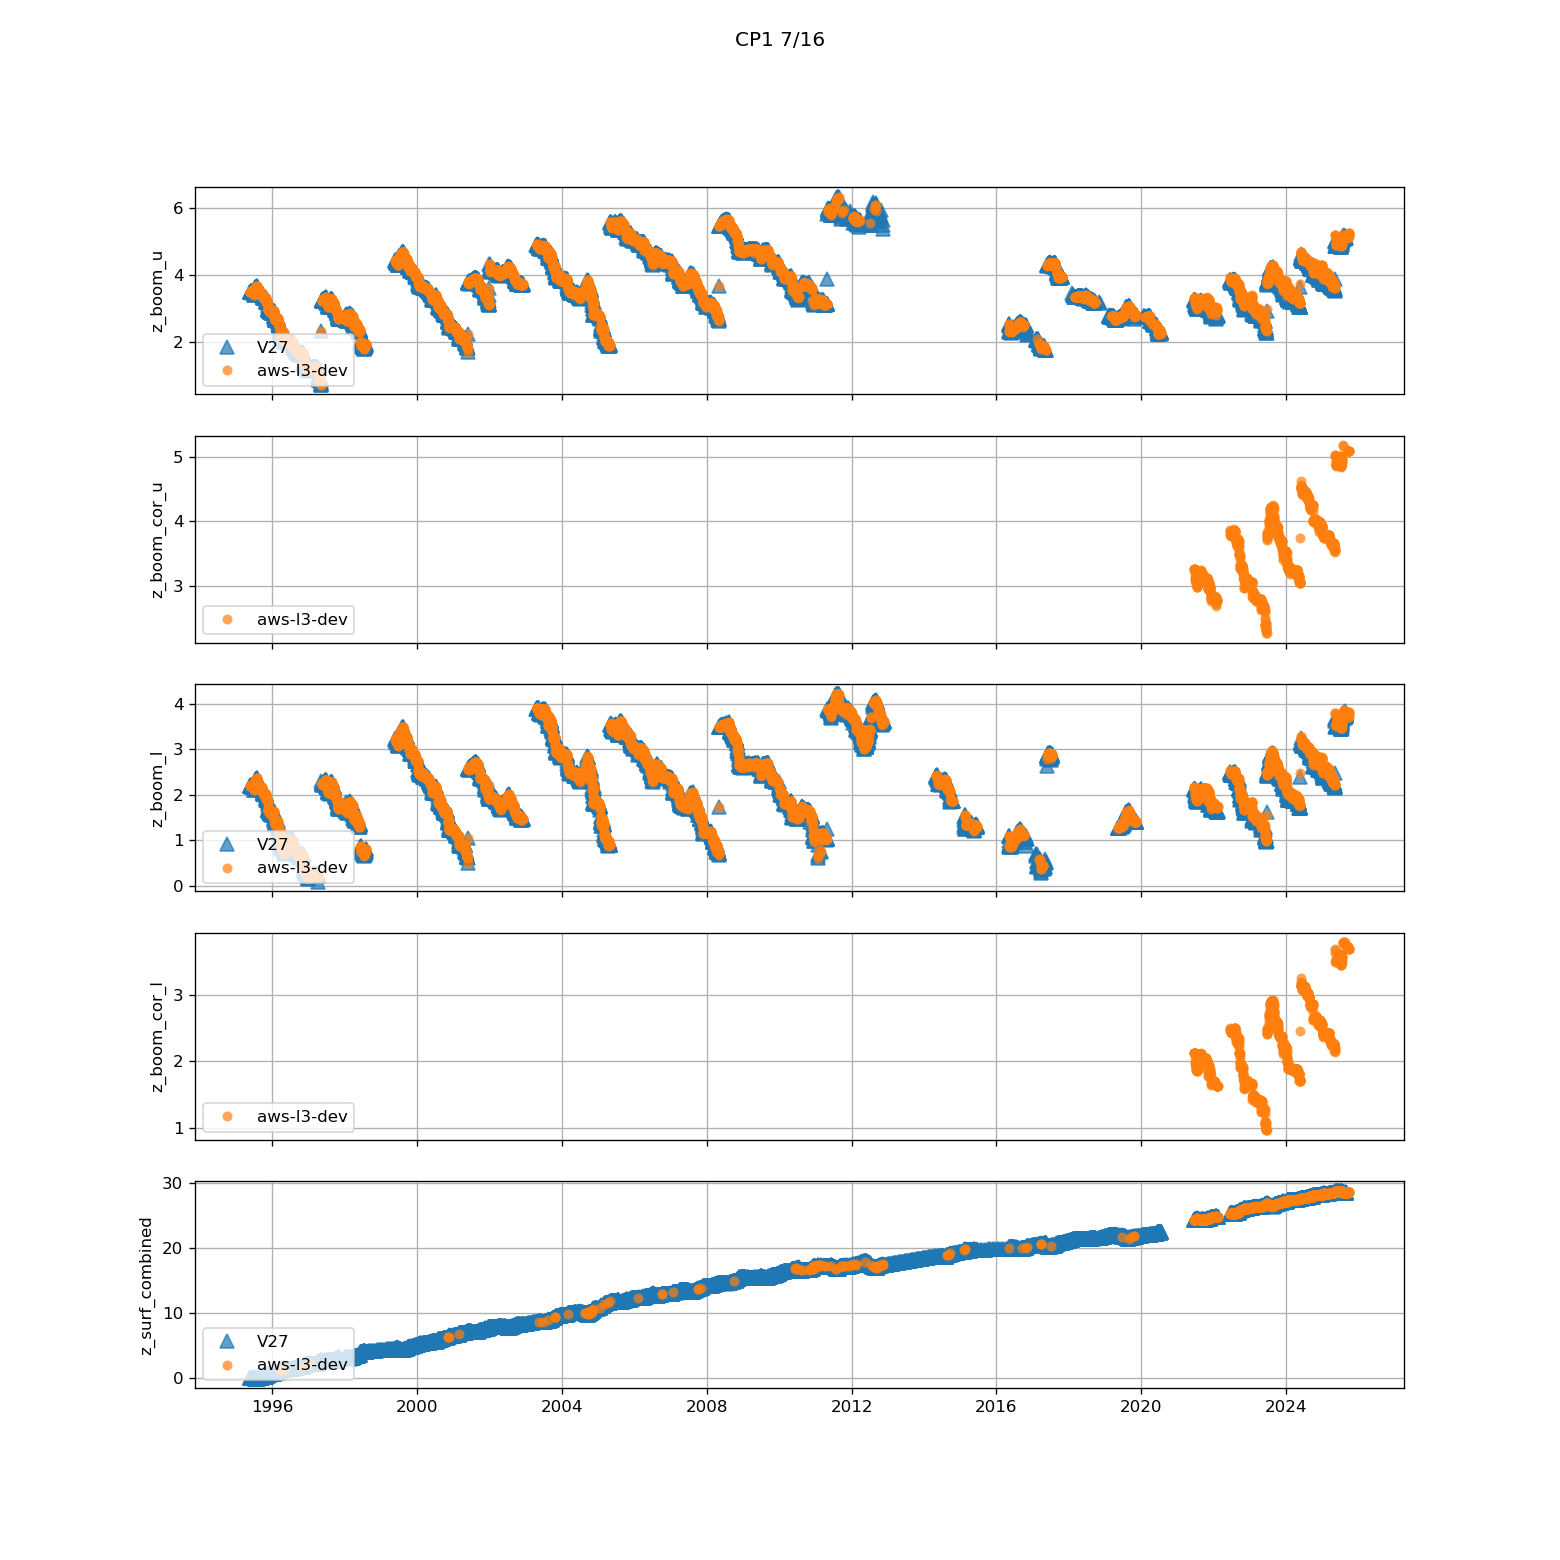 CP1 7/16
z_boom_u
6
4
2
V27
aws-l3-dev
z_boom_cor_u
5
4
3
aws-l3-dev
z_boom_l
4
3
2
1
0
V27
aws-l3-dev
z_boom_cor_l
3
2
1
aws-l3-dev
z_surf_combined
30
20
10
0
V27
aws-l3-dev
1996 2000 2004 2008 2012 2016 2020 2024